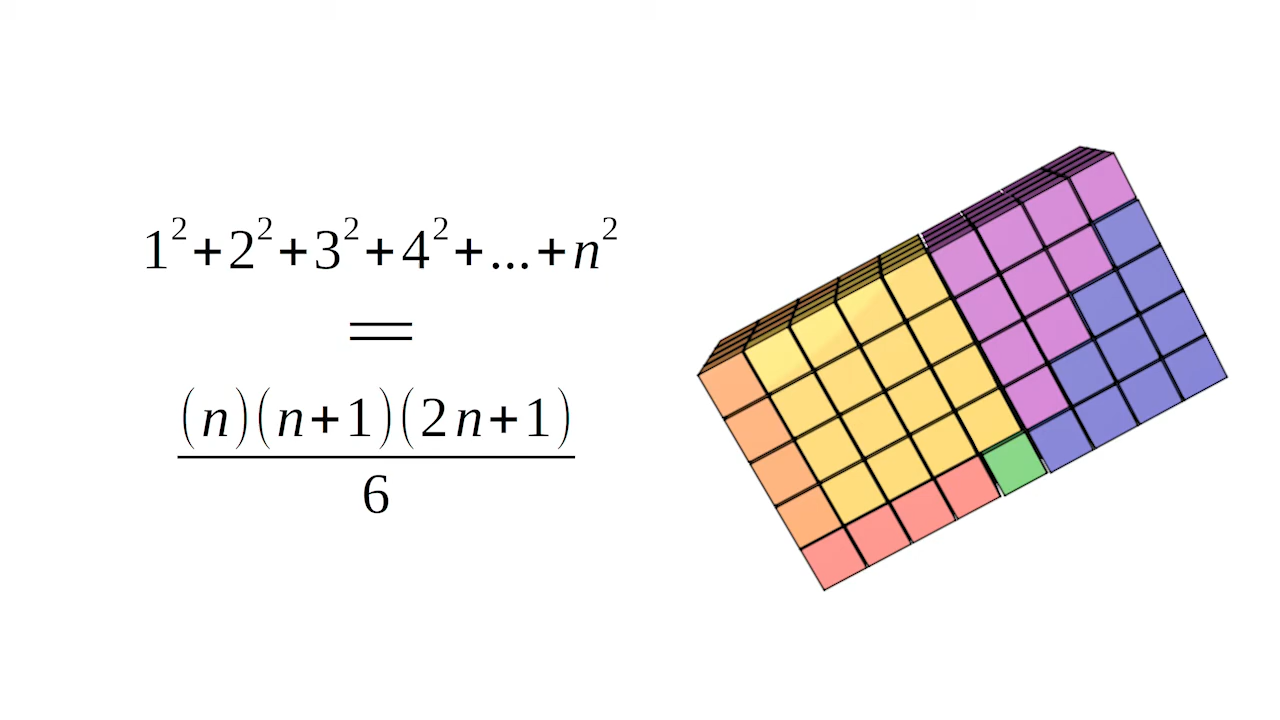 1²+2²+3²+4²+...+n²
=
(n)(n+1)(2n+1)
6